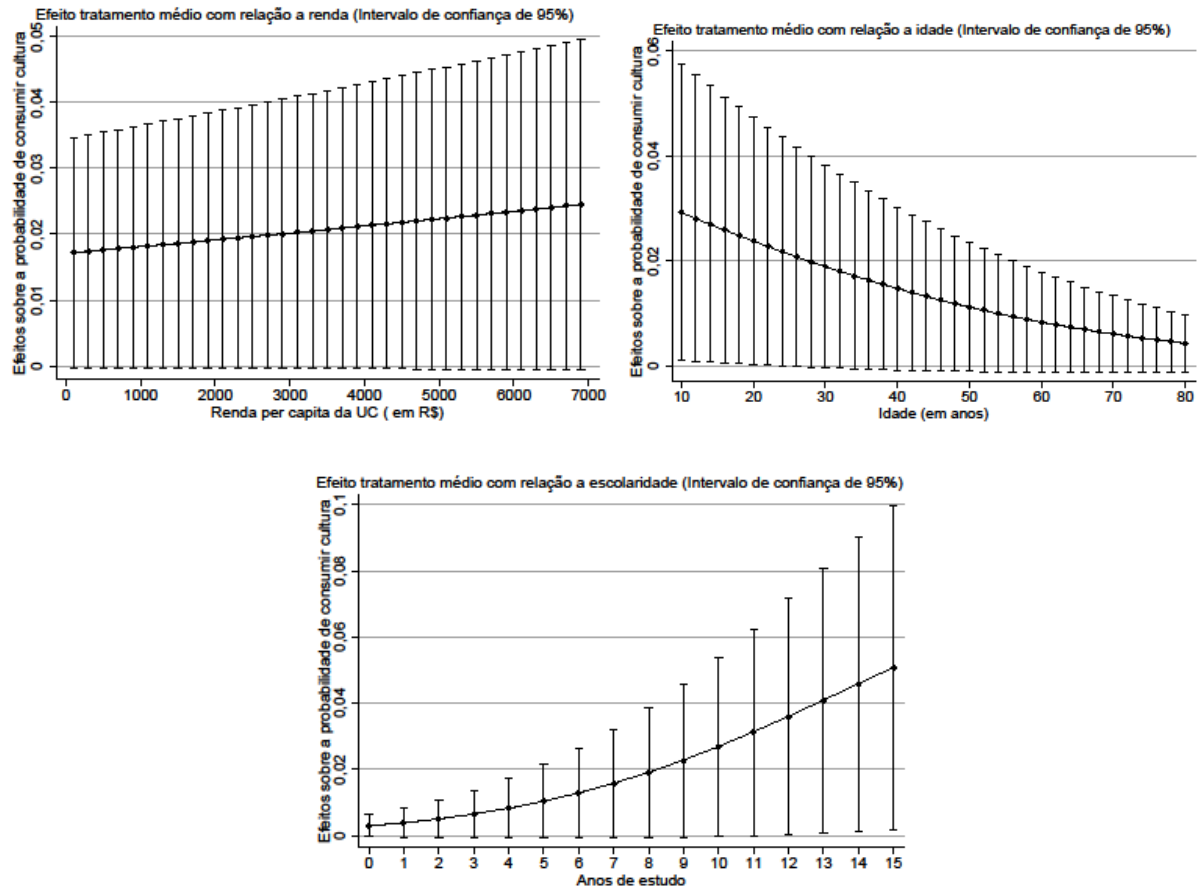 Efeito tratamento médio com relação a renda (Intervalo de confiança de 95%)
Efeitos sobre a probabilidade de consumir cultura
0,05
0,04
0,03
0,02
0,01
0
0 1000 2000 3000 4000 5000 6000 7000
Renda per capita da UC ( em R$)
Efeito tratamento médio com relação a idade (Intervalo de confiança de 95%)
Efeitos sobre a probabilidade de consumir cultura
0,06
0,04
0,02
0
10 20 30 40 50 60 70 80
Idade (em anos)
Efeito tratamento médio com relação a escolaridade (Intervalo de confiança de 95%)
Efeitos sobre a probabilidade de consumir cultura
0,1
0,08
0,06
0,04
0,02
0
0 1 2 3 4 5 6 7 8 9 10 11 12 13 14 15
Anos de estudo